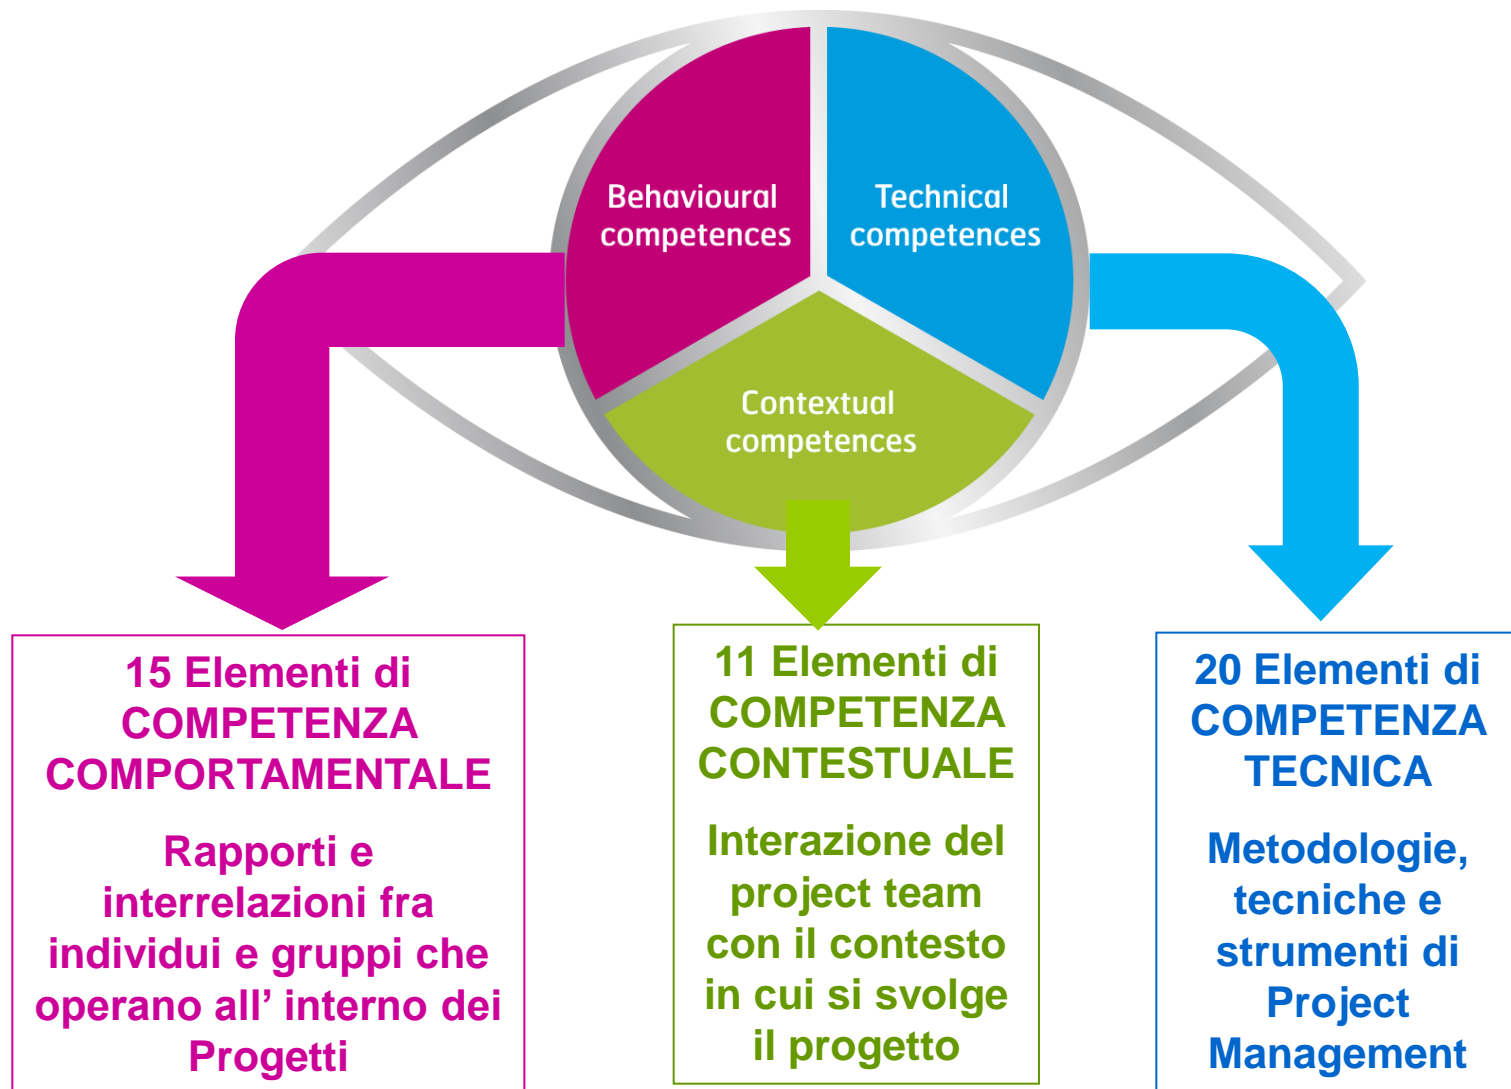 Behavioural
competences
Technical
competences
Contextual
competences
15 Elementi di
COMPETENZA
COMPORTAMENTALE
Rapporti e
interrelazioni fra
individui e gruppi che
operano all’ interno dei
Progetti
11 Elementi di
COMPETENZA
CONTESTUALE
Interazione del
project team
con il contesto
in cui si svolge
il progetto
20 Elementi di
COMPETENZA
TECNICA
Metodologie,
tecniche e
strumenti di
Project
Management